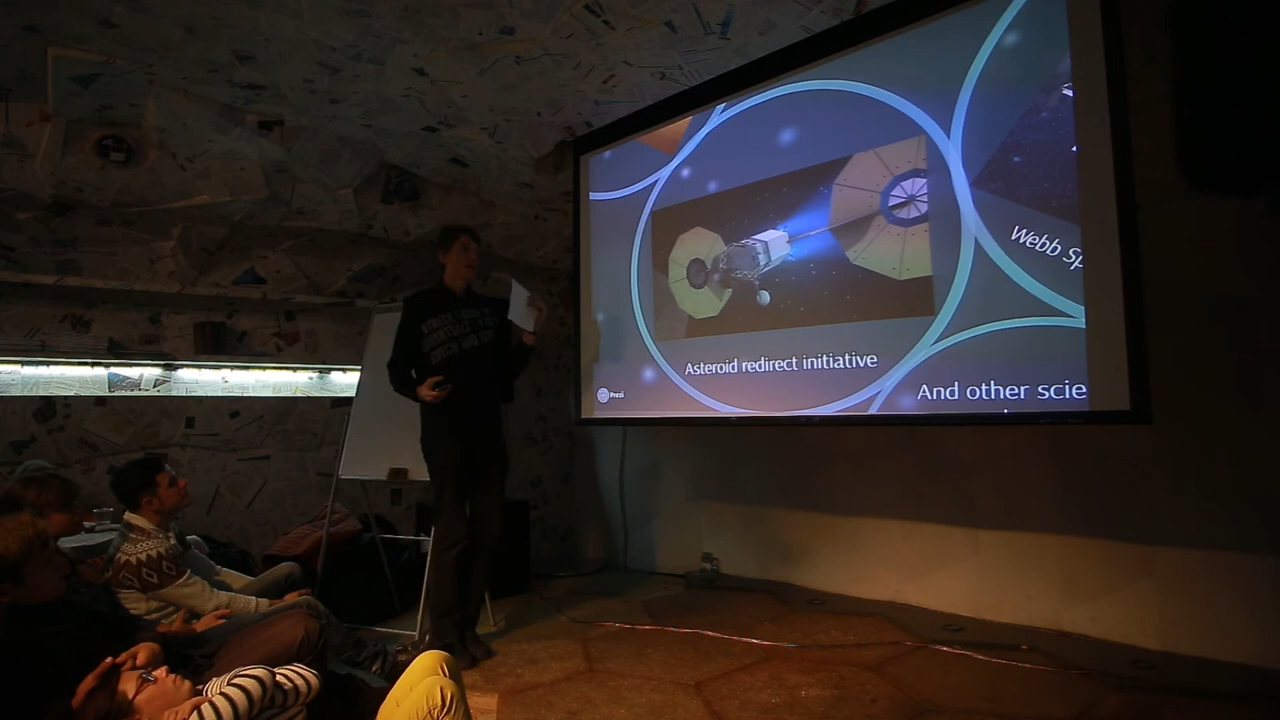 Webb Sp
Asteroid redirect initiative
And other scie
Prezi